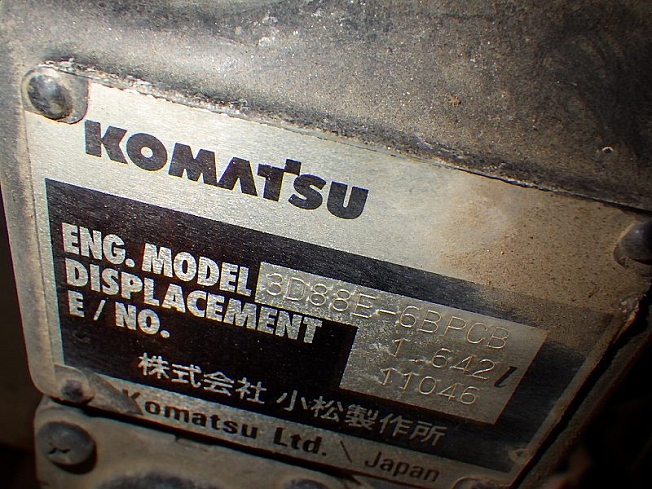 KOMATSU
ENG. MODEL 3D88E-6BPCB
DISPLACEMENT 1.642 l
E / NO. 11046
株式会社 小松製作所
Komatsu Ltd. \ Japan